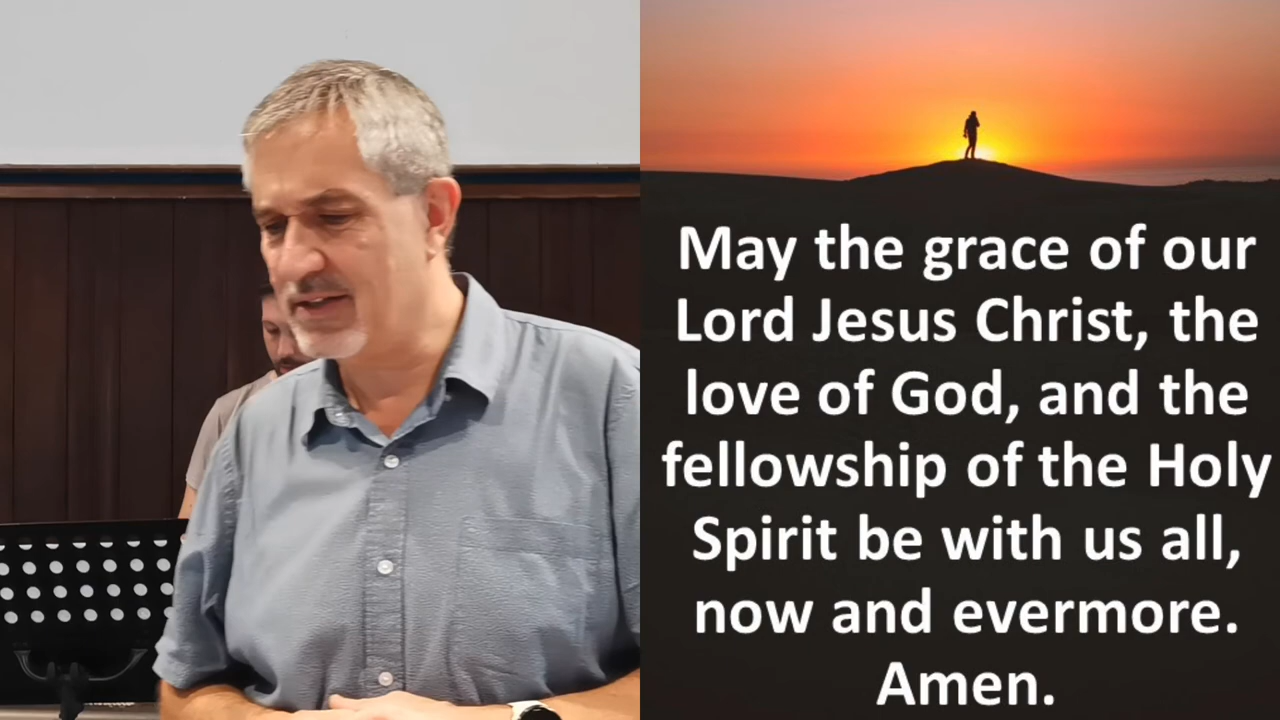 May the grace of our
Lord Jesus Christ, the
love of God, and the
fellowship of the Holy
Spirit be with us all,
now and evermore.
Amen.